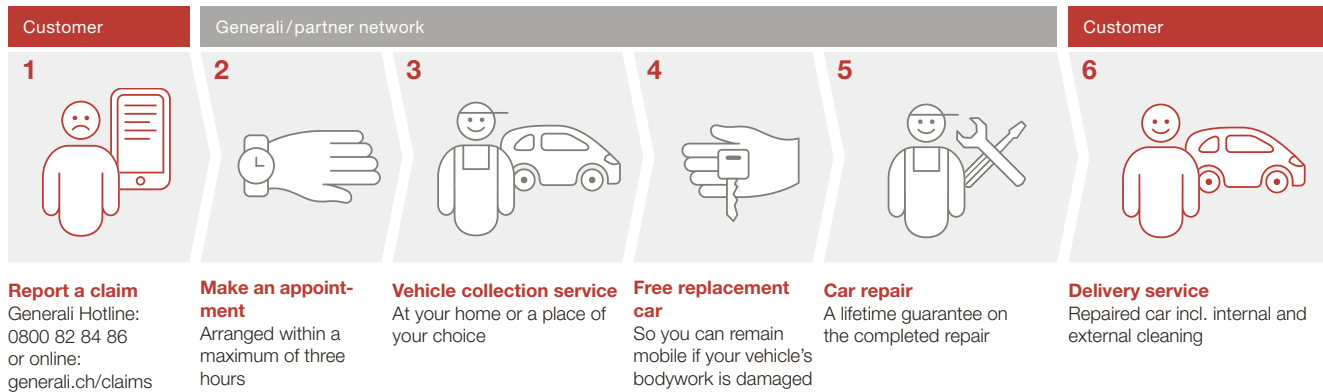 Customer
Generali/partner network
Customer
1
2
3
4
5
6
Report a claim
Generali Hotline:
0800 82 84 86
or online:
generali.ch/claims
Make an appoint-
ment
Arranged within a
maximum of three
hours
Vehicle collection service
At your home or a place of
your choice
Free replacement
car
So you can remain
mobile if your vehicle’s
bodywork is damaged
Car repair
A lifetime guarantee on
the completed repair
Delivery service
Repaired car incl. internal and
external cleaning